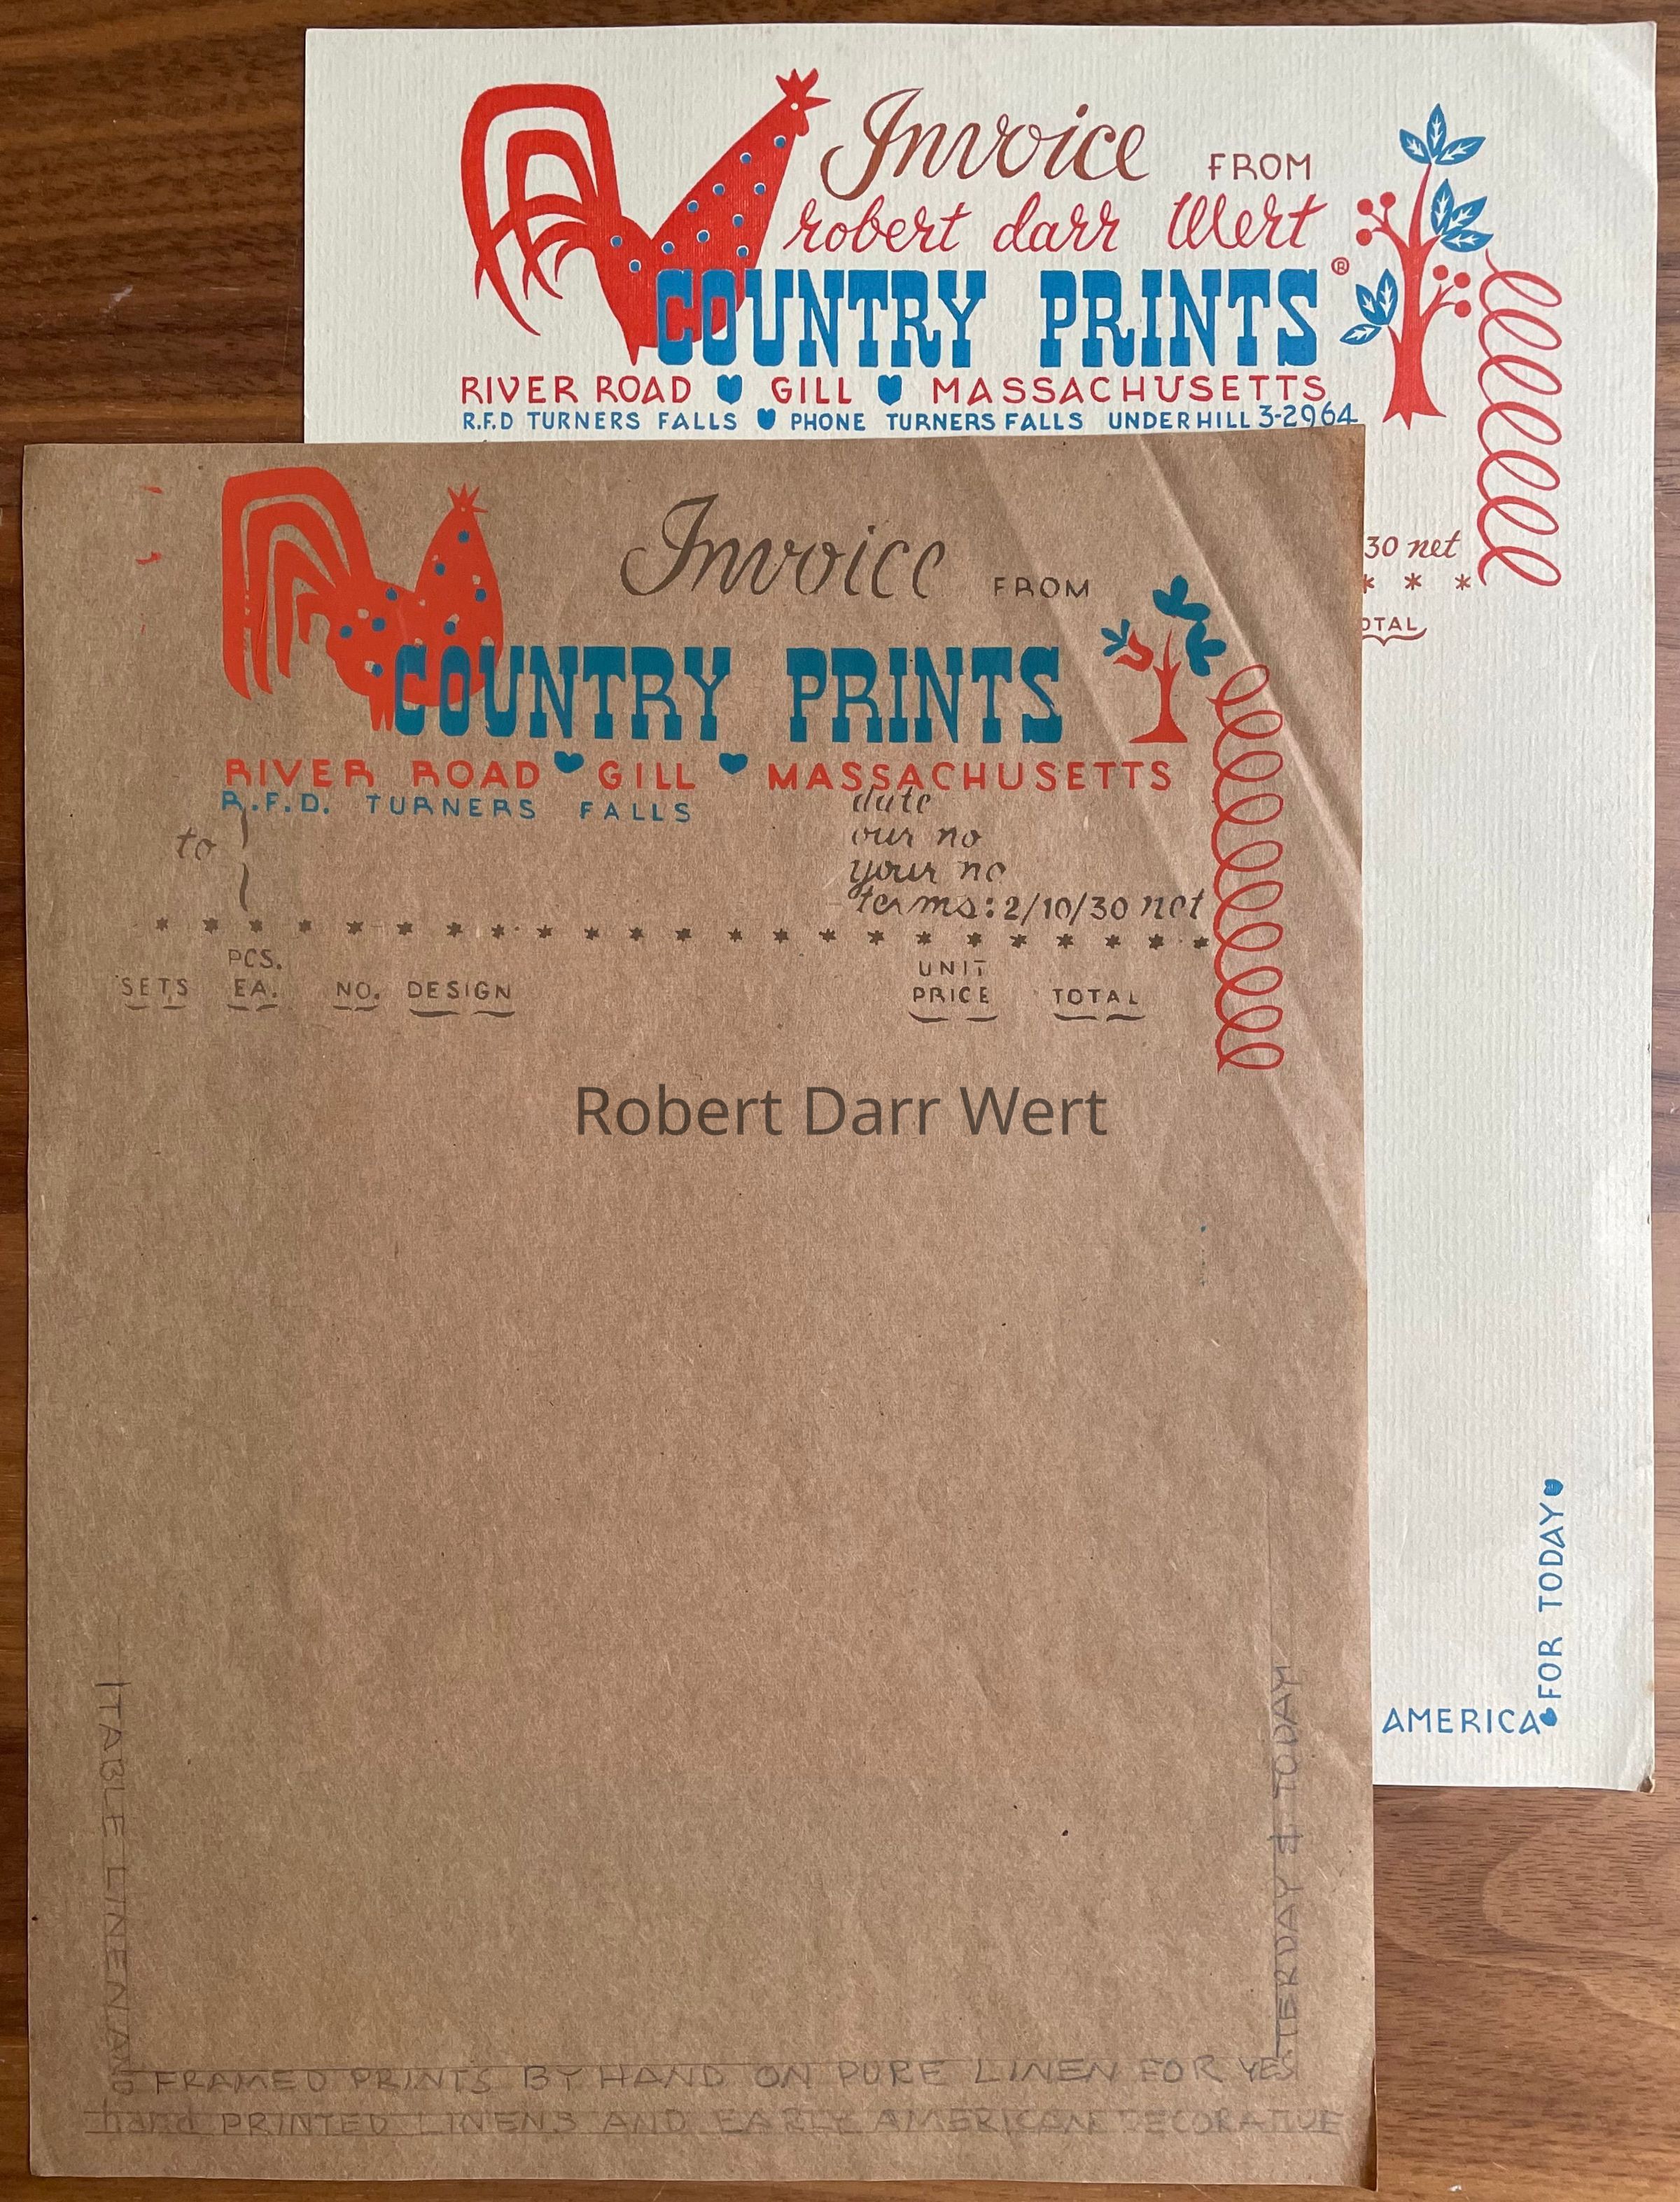 Invoice FROM
robert darr Wert
COUNTRY PRINTS®
RIVER ROAD GILL MASSACHUSETTS
R.F.D TURNERS FALLS PHONE TURNERS FALLS UNDERHILL 3-2964
30 net
* *
OTAL
FOR TODAY
AMERICA
Invoice FROM
COUNTRY PRINTS
RIVER ROAD GILL MASSACHUSETTS
R.F.D. TURNERS FALLS
to
date
our no
your no
terms: 2/10/30 net
* * * * * * * * * * * * * * * * * * * * * *
PCS. UNIT
SETS EA. NO. DESIGN PRICE TOTAL
Robert Darr Wert
TABLE LINEN AND
FRAMED PRINTS BY HAND ON PURE LINEN FOR YES
TERDAY & TODAY
hand PRINTED LINENS AND EARLY AMERICAN DECORATIVE